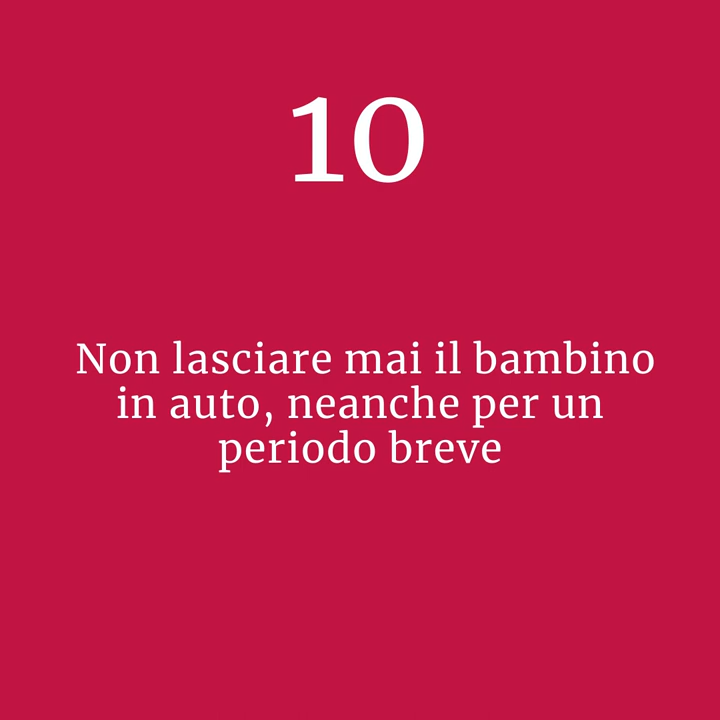 10
Non lasciare mai il bambino
in auto, neanche per un
periodo breve